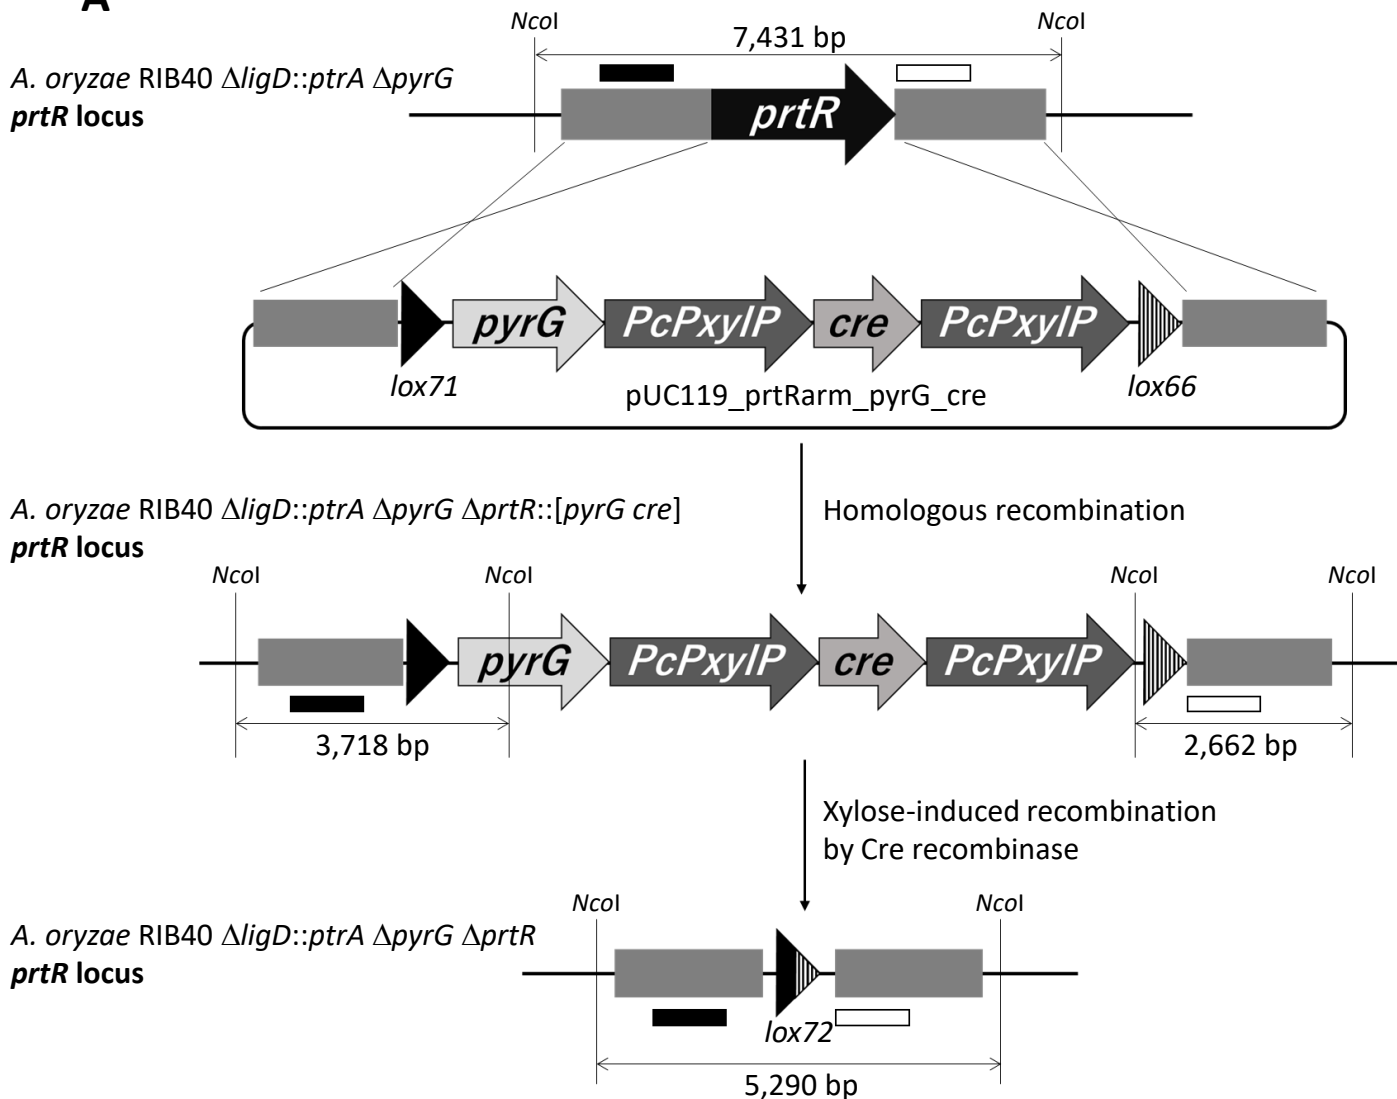 A
NcoI
NcoI
7,431 bp
A. oryzae RIB40 ΔligD::ptrA ΔpyrG
prtR locus
prtR
pyrG
PcPxylP
cre
PcPxylP
lox71
lox66
pUC119_prtRarm_pyrG_cre
A. oryzae RIB40 ΔligD::ptrA ΔpyrG ΔprtR::[pyrG cre]
prtR locus
Homologous recombination
NcoI
NcoI
NcoI
NcoI
pyrG
PcPxylP
cre
PcPxylP
3,718 bp
2,662 bp
Xylose-induced recombination
by Cre recombinase
NcoI
NcoI
A. oryzae RIB40 ΔligD::ptrA ΔpyrG ΔprtR
prtR locus
lox72
5,290 bp